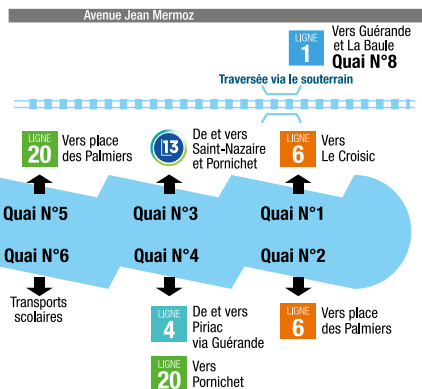 Avenue Jean Mermoz
LIGNE
1
Vers Guérande
et La Baule
Quai N°8
Traversée via le souterrain
LIGNE
20
Vers place
des Palmiers
13
De et vers
Saint-Nazaire
et Pornichet
LIGNE
6
Vers
Le Croisic
Quai N°5
Quai N°3
Quai N°1
Quai N°6
Quai N°4
Quai N°2
Transports
scolaires
LIGNE
4
De et vers
Piriac
via Guérande
LIGNE
6
Vers place
des Palmiers
LIGNE
20
Vers
Pornichet